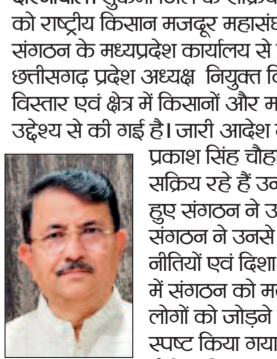 को राष्ट्रीय किसान मजदूर महासंघ
संगठन के मध्यप्रदेश कार्यालय से
छत्तीसगढ़ प्रदेश अध्यक्ष नियुक्त
विस्तार एवं क्षेत्र में किसानों और
उद्देश्य से की गई है। जारी आदेश
प्रकाश सिंह चौहा
सक्रिय रहे हैं उन
हुए संगठन ने उ
संगठन ने उनसे
नीतियों एवं दिशा
में संगठन को म
लोगों को जोड़ने
स्पष्ट किया गया